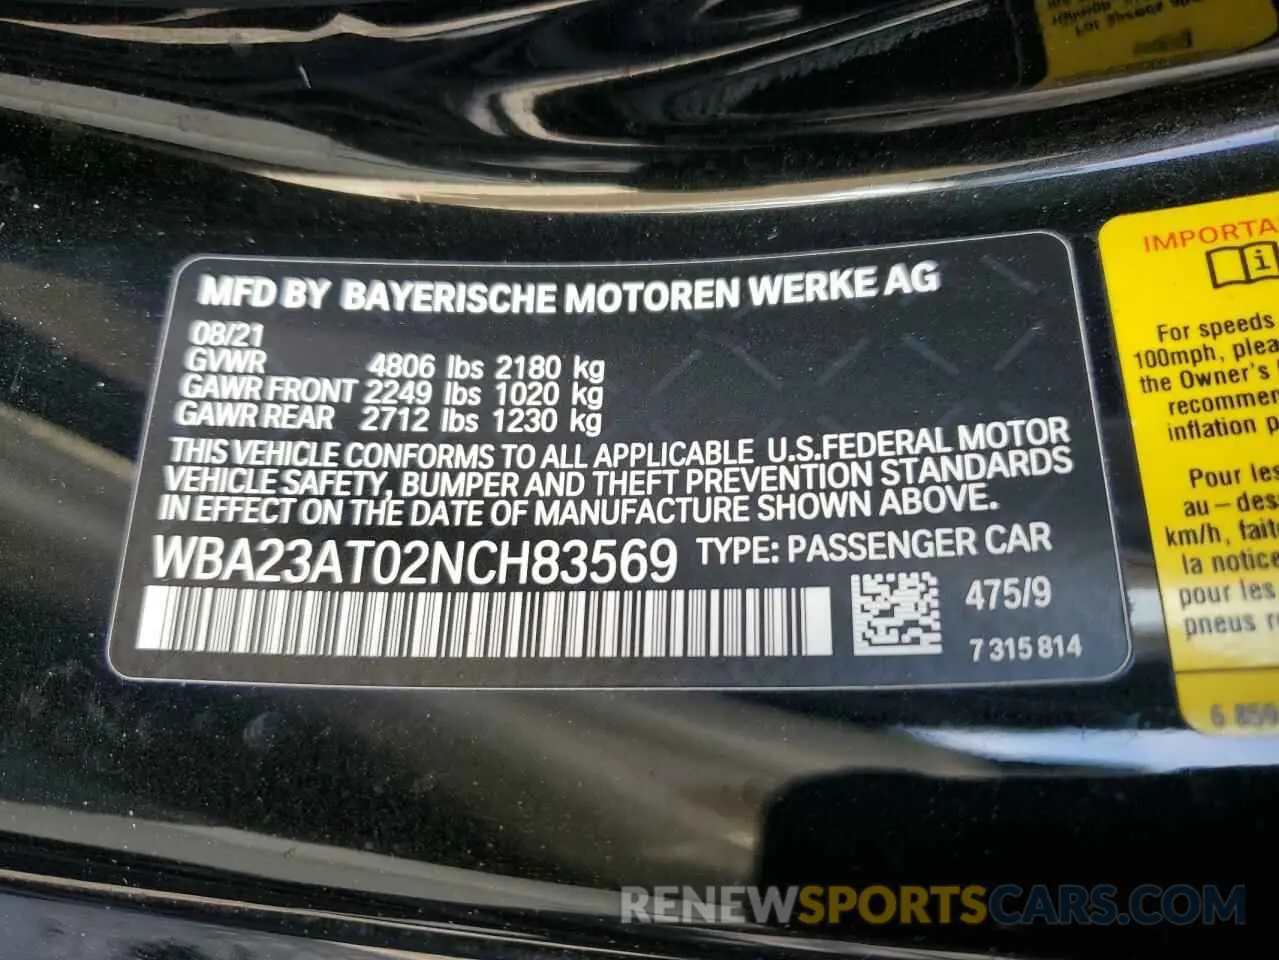 MFD BY BAYERISCHE MOTOREN WERKE AG
08/21
GVWR 4806 lbs 2180 kg
GAWR FRONT 2249 lbs 1020 kg
GAWR REAR 2712 lbs 1230 kg
THIS VEHICLE CONFORMS TO ALL APPLICABLE U.S.FEDERAL MOTOR
VEHICLE SAFETY, BUMPER AND THEFT PREVENTION STANDARDS
IN EFFECT ON THE DATE OF MANUFACTURE SHOWN ABOVE.
WBA23AT02NCH83569 TYPE: PASSENGER CAR
475/9
7 315 814
IMPORTA
For speeds
100mph, plea
the Owner's
recommen
inflation p
Pour les
au-des
km/h, fait
la notice
pour les
pneus r
6 850
RENEWSPORTSCARS.COM